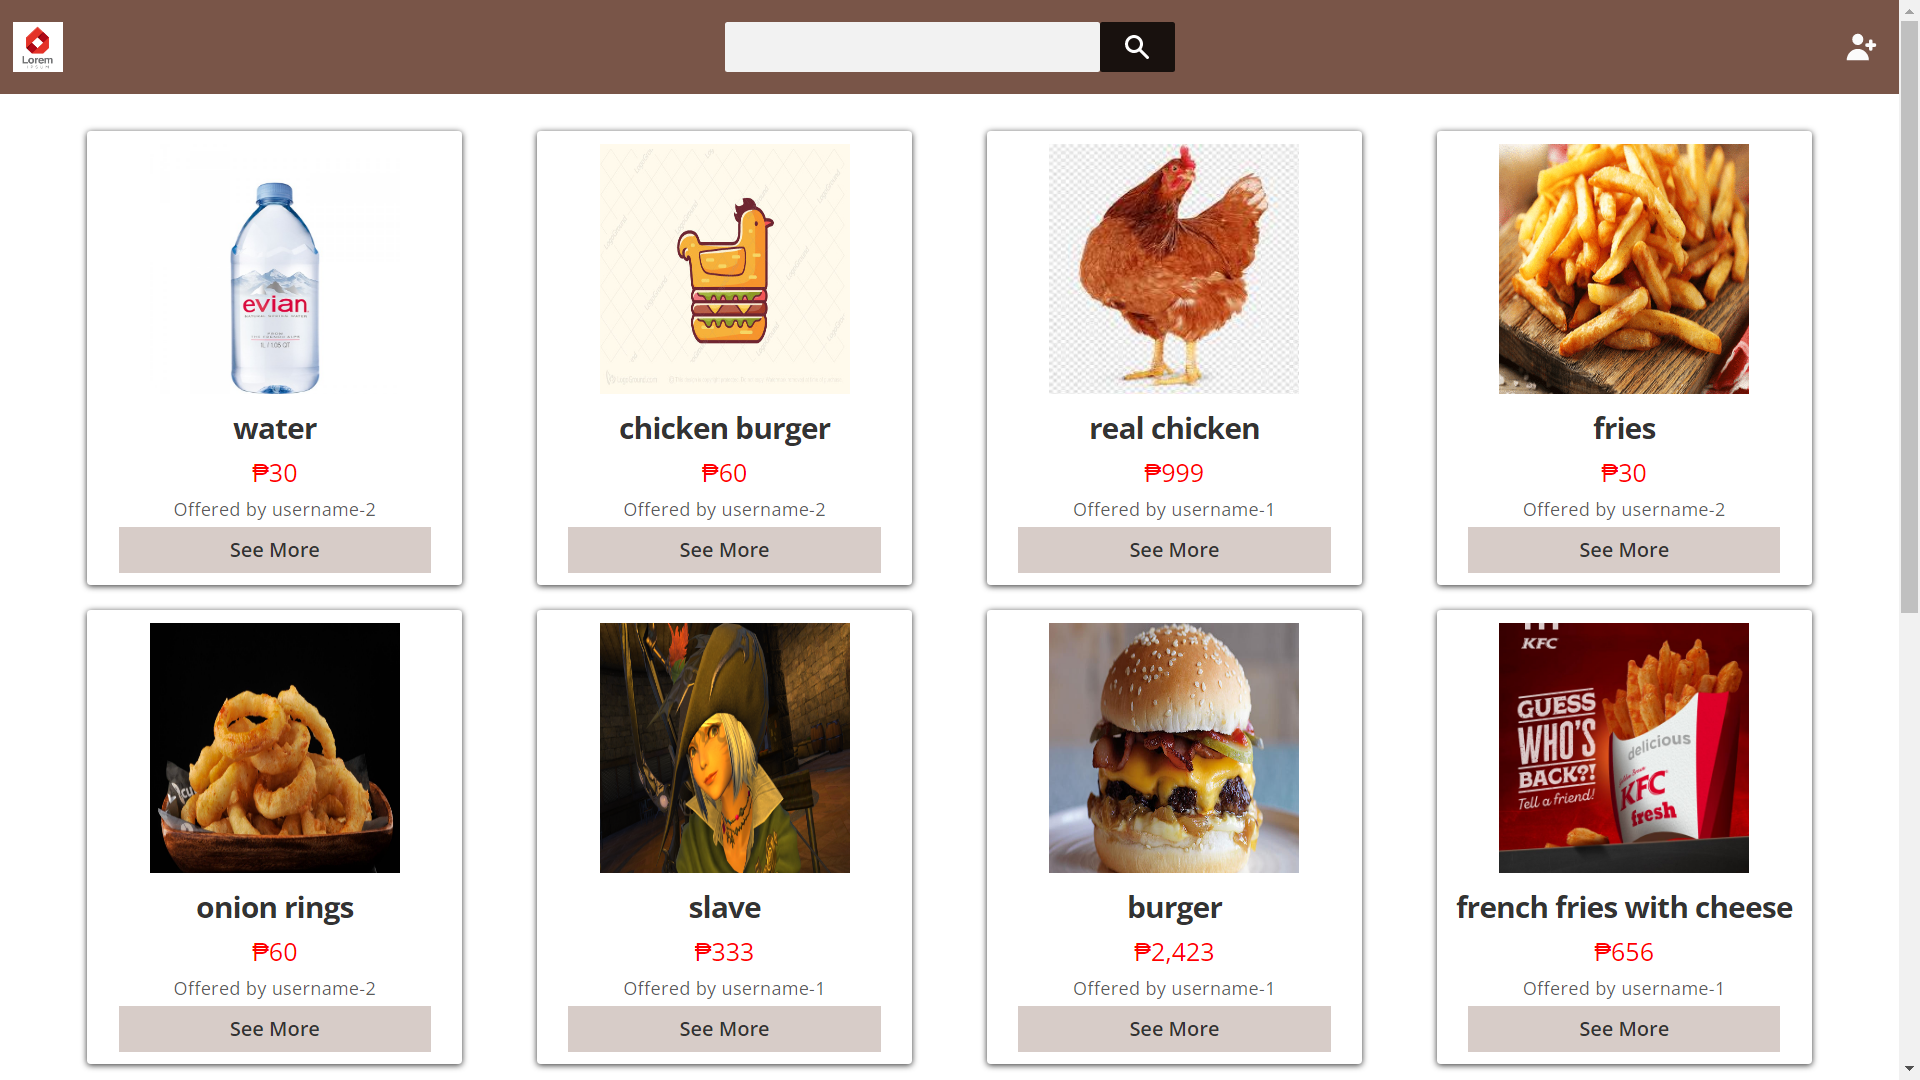 Lorem
evian
water
₱30
Offered by username-2
See More
chicken burger
₱60
Offered by username-2
See More
real chicken
₱999
Offered by username-1
See More
fries
₱30
Offered by username-2
See More
onion rings
₱60
Offered by username-2
See More
slave
₱333
Offered by username-1
See More
burger
₱2,423
Offered by username-1
See More
KFC
GUESS
WHO'S
BACK?!
Tell a friend!
delicious
KFC
fresh
french fries with cheese
₱656
Offered by username-1
See More